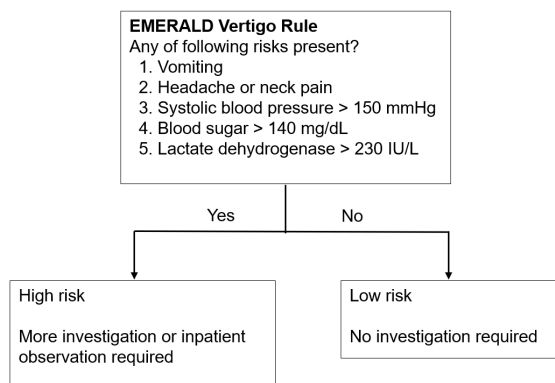 EMERALD Vertigo Rule
Any of following risks present?
1. Vomiting
2. Headache or neck pain
3. Systolic blood pressure > 150 mmHg
4. Blood sugar > 140 mg/dL
5. Lactate dehydrogenase > 230 IU/L
Yes
No
High risk
More investigation or inpatient
observation required
Low risk
No investigation required